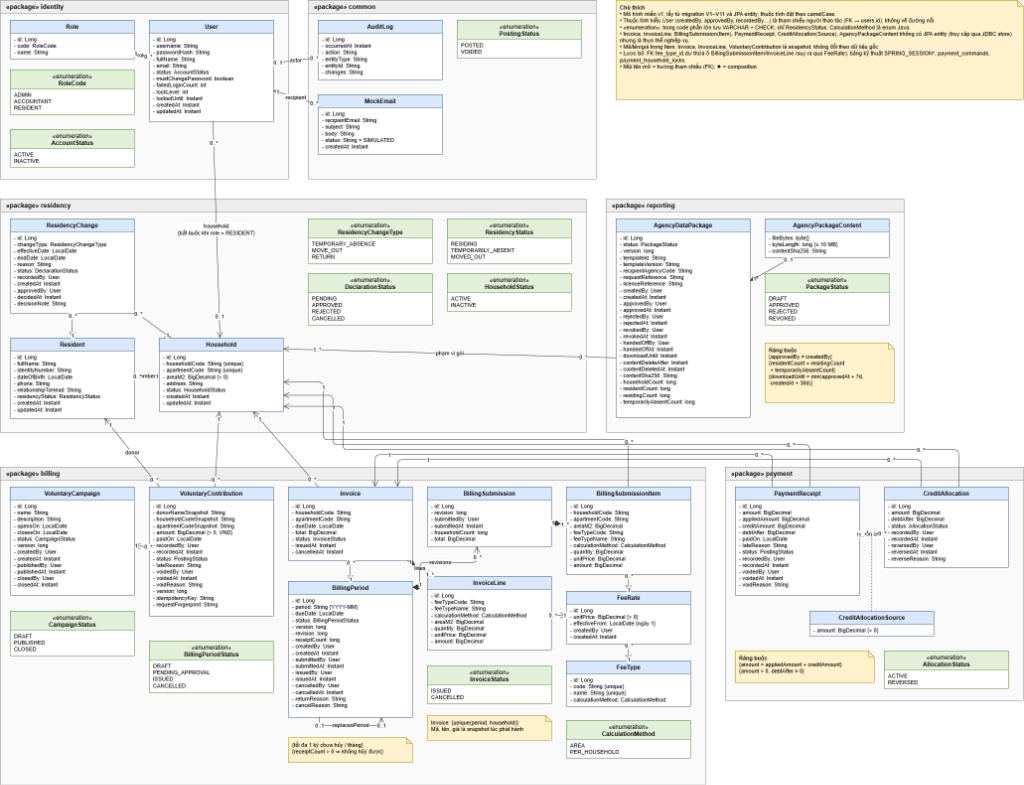 «package» identity
Role
- id: Long
- code: RoleCode
- name: String
«enumeration»
RoleCode
ADMIN
ACCOUNTANT
RESIDENT
«enumeration»
AccountStatus
ACTIVE
INACTIVE
User
- id: Long
- username: String
- passwordHash: String
- fullName: String
- email: String
- status: AccountStatus
- mustChangePassword: boolean
- failedLoginCount: int
- lockLevel: int
- lockedUntil: Instant
- createdAt: Instant
- updatedAt: Instant
actor
recipient
0..*
«package» common
AuditLog
- id: Long
- occurredAt: Instant
- action: String
- entityType: String
- entityId: String
- changes: String
MockEmail
- id: Long
- recipientEmail: String
- subject: String
- body: String
- status: String = SIMULATED
- createdAt: Instant
«enumeration»
PostingStatus
POSTED
VOIDED
Chú thích
«package» residency
ResidencyChange
- id: Long
- changeType: ResidencyChangeType
- effectiveDate: LocalDate
- endDate: LocalDate
- reason: String
- status: DeclarationStatus
- recordedBy: User
- createdAt: Instant
- approvedBy: User
- decidedAt: Instant
- decisionNote: String
household
(bắt buộc khi role = RESIDENT)
«enumeration»
ResidencyChangeType
TEMPORARY_ABSENCE
MOVE_OUT
RETURN
«enumeration»
ResidencyStatus
RESIDING
TEMPORARILY_ABSENT
MOVED_OUT
«enumeration»
DeclarationStatus
PENDING
APPROVED
REJECTED
CANCELLED
«enumeration»
HouseholdStatus
ACTIVE
INACTIVE
Resident
- id: Long
- fullName: String
- identityNumber: String
- dateOfBirth: LocalDate
- phone: String
- relationshipToHead: String
- residencyStatus: ResidencyStatus
- createdAt: Instant
- updatedAt: Instant
Household
- id: Long
- householdCode: String {unique}
- apartmentCode: String {unique}
- areaM2: BigDecimal {> 0}
- address: String
- status: HouseholdStatus
- createdAt: Instant
- updatedAt: Instant
phạm vi gói
«package» reporting
AgencyDataPackage
- id: Long
- status: PackageStatus
- version: long
- templateId: String
- templateVersion: String
- recipientAgencyCode: String
- requestReference: String
- licenceReference: String
- createdBy: User
- createdAt: Instant
- approvedBy: User
- approvedAt: Instant
- rejectedBy: User
- rejectedAt: Instant
- revokedBy: User
- revokedAt: Instant
- handedOffBy: User
- handedOffAt: Instant
- downloadUntil: Instant
- contentDeleteAfter: Instant
- contentDeletedAt: Instant
- contentSha256: String
- householdCount: long
- residentCount: long
- residingCount: long
- temporarilyAbsentCount: long
AgencyPackageContent
- fileBytes: byte[]
- byteLength: long {≤ 10 MB}
- contentSha256: String
0..1
«enumeration»
PackageStatus
DRAFT
APPROVED
REJECTED
REVOKED
Ràng buộc
{approvedBy ≠ createdBy}
{residentCount = residingCount
+ temporarilyAbsentCount}
donor
«package» billing
VoluntaryCampaign
- id: Long
- name: String
- description: String
- opensOn: LocalDate
- closesOn: LocalDate
- status: CampaignStatus
- version: long
- createdBy: User
- createdAt: Instant
- publishedBy: User
- publishedAt: Instant
- closedBy: User
- closedAt: Instant
«enumeration»
CampaignStatus
DRAFT
PUBLISHED
CLOSED
VoluntaryContribution
- id: Long
- donorNameSnapshot: String
- householdCodeSnapshot: String
- apartmentCodeSnapshot: String
- amount: BigDecimal {> 0, VND}
- paidOn: LocalDate
- recordedBy: User
- recordedAt: Instant
- status: PostingStatus
- lateReason: String
- voidedBy: User
- voidedAt: Instant
- voidReason: String
- version: long
- idempotencyKey: String
- requestFingerprint: String
«enumeration»
BillingPeriodStatus
DRAFT
PENDING_APPROVAL
ISSUED
CANCELLED
Invoice
- id: Long
- householdCode: String
- apartmentCode: String
- dueDate: LocalDate
- total: BigDecimal
- status: InvoiceStatus
- issuedAt: Instant
- cancelledAt: Instant
BillingPeriod
- id: Long
- period: String {YYYY-MM}
- dueDate: LocalDate
- status: BillingPeriodStatus
- version: long
- revision: long
- receiptCount: long
- createdBy: User
- createdAt: Instant
- submittedBy: User
- submittedAt: Instant
- issuedBy: User
- issuedAt: Instant
- cancelledBy: User
- cancelledAt: Instant
- returnReason: String
- cancelReason: String
replacesPeriod
{tối đa 1 kỳ chưa hủy / tháng}
{receiptCount > 0 ⇒ không hủy được}
BillingSubmission
- id: Long
- revision: long
- submittedBy: User
- submittedAt: Instant
- householdCount: long
- total: BigDecimal
revisions
InvoiceLine
- id: Long
- feeTypeCode: String
- feeTypeName: String
- calculationMethod: CalculationMethod
- areaM2: BigDecimal
- quantity: BigDecimal
- unitPrice: BigDecimal
- amount: BigDecimal
«enumeration»
InvoiceStatus
ISSUED
CANCELLED
Invoice: {unique(period, household)}
Mã, tên, giá là snapshot lúc phát hành
BillingSubmissionItem
- id: Long
- householdCode: String
- apartmentCode: String
- areaM2: BigDecimal
- feeTypeCode: String
- feeTypeName: String
- calculationMethod: CalculationMethod
- quantity: BigDecimal
- unitPrice: BigDecimal
- amount: BigDecimal
FeeRate
- id: Long
- unitPrice: BigDecimal {> 0}
- effectiveFrom: LocalDate {ngày 1}
- createdBy: User
- createdAt: Instant
FeeType
- id: Long
- code: String {unique}
- name: String {unique}
- calculationMethod: CalculationMethod
«enumeration»
CalculationMethod
AREA
PER_HOUSEHOLD
«package» payment
PaymentReceipt
- id: Long
- amount: BigDecimal
- appliedAmount: BigDecimal
- creditAmount: BigDecimal
- debtAfter: BigDecimal
- paidOn: LocalDate
- lateReason: String
- status: PostingStatus
- recordedBy: User
- recordedAt: Instant
- voidedBy: User
- voidedAt: Instant
- voidReason: String
CreditAllocation
- id: Long
- amount: BigDecimal
- debtAfter: BigDecimal
- status: AllocationStatus
- createdBy: User
- createdAt: Instant
- reversedBy: User
- reversedAt: Instant
- reverseReason: String
CreditAllocationSource
- amount: BigDecimal {> 0}
Ràng buộc
{amount = appliedAmount + creditAmount}
{amount > 0, debtAfter ≥ 0}
«enumeration»
AllocationStatus
ACTIVE
REVERSED